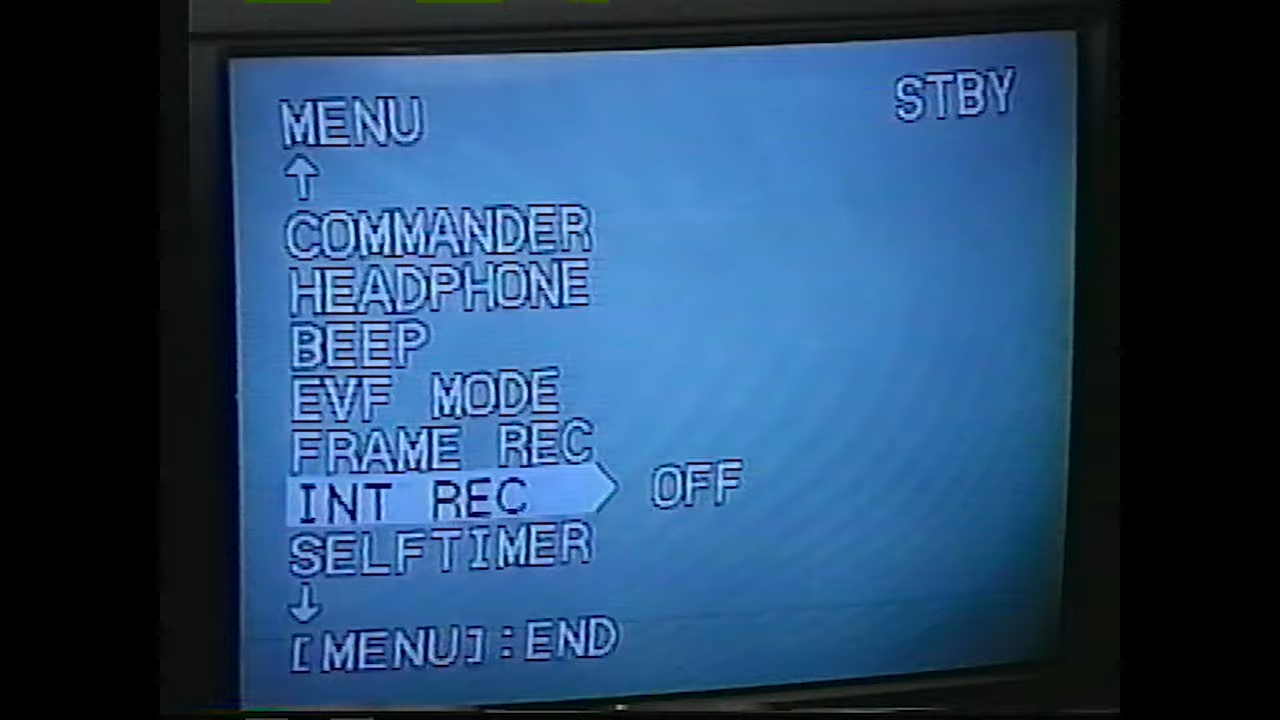 STBY
MENU
↑
COMMANDER
HEADPHONE
BEEP
EVF MODE
FRAME REC
INT REC OFF
SELFTIMER
↓
[MENU]:END